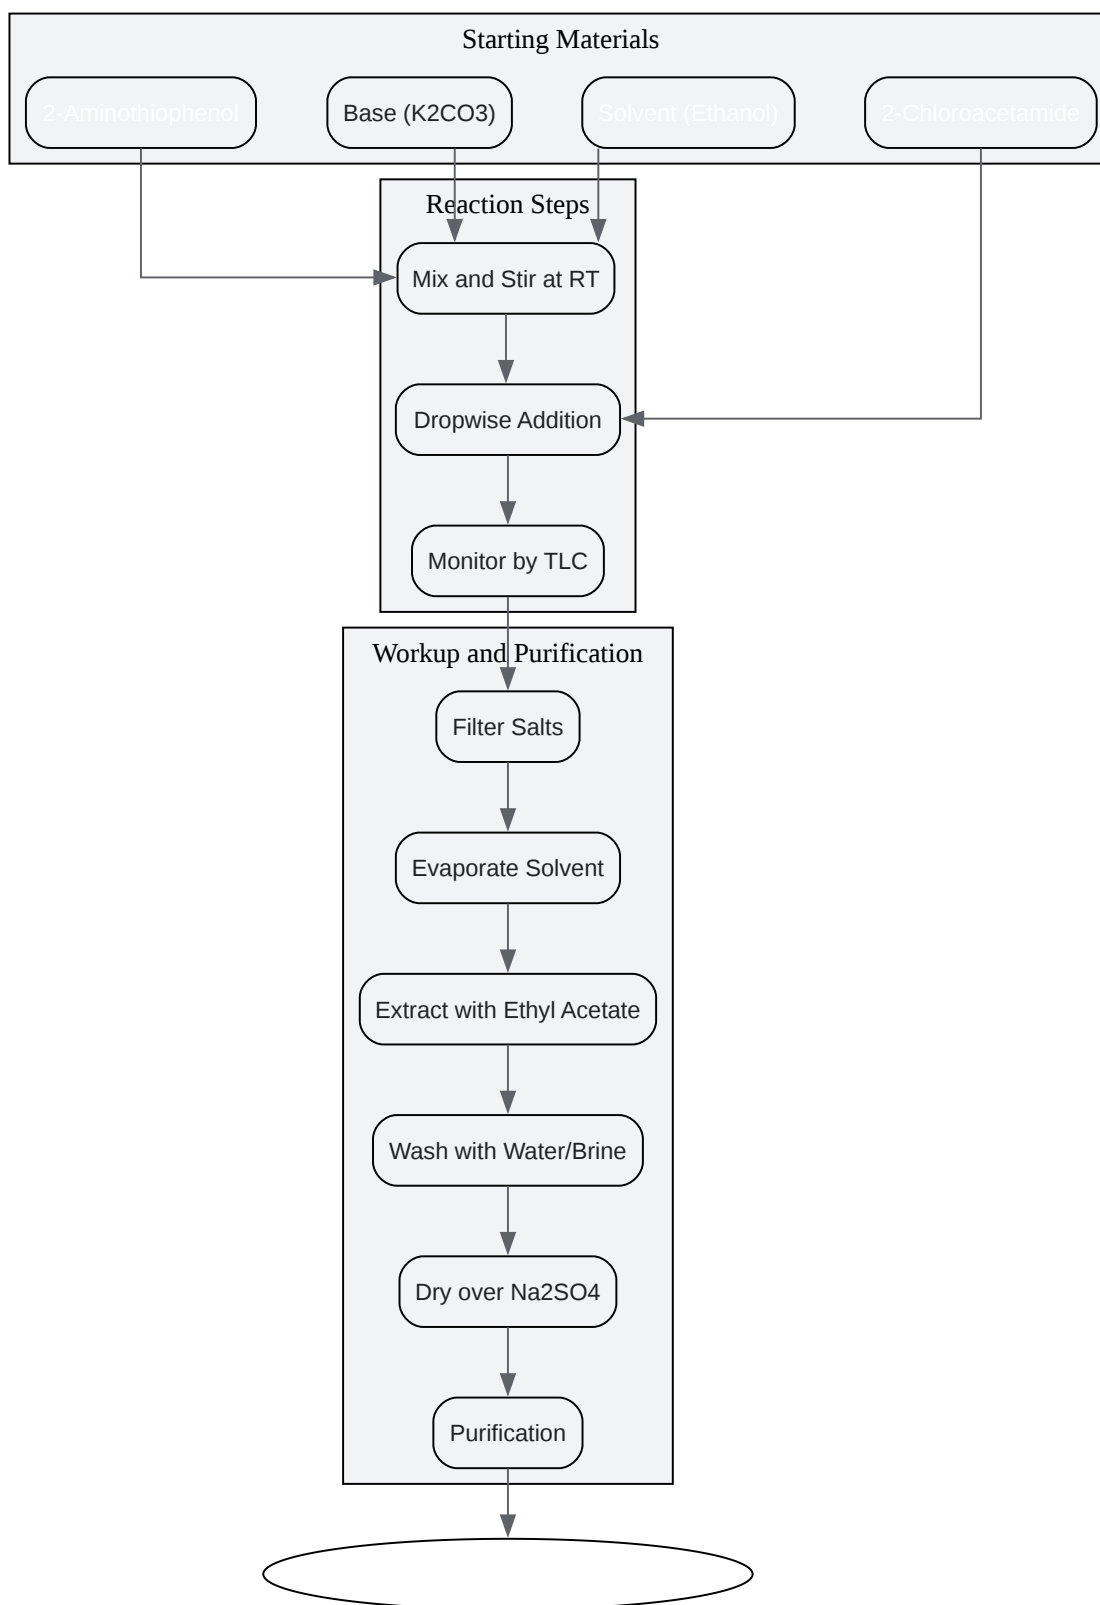 Starting Materials
2-Aminothiophenol
Base (K2CO3)
Solvent (Ethanol)
2-Chloroacetamide
Reaction Steps
Mix and Stir at RT
Dropwise Addition
Monitor by TLC
Workup and Purification
Filter Salts
Evaporate Solvent
Extract with Ethyl Acetate
Wash with Water/Brine
Dry over Na2SO4
Purification